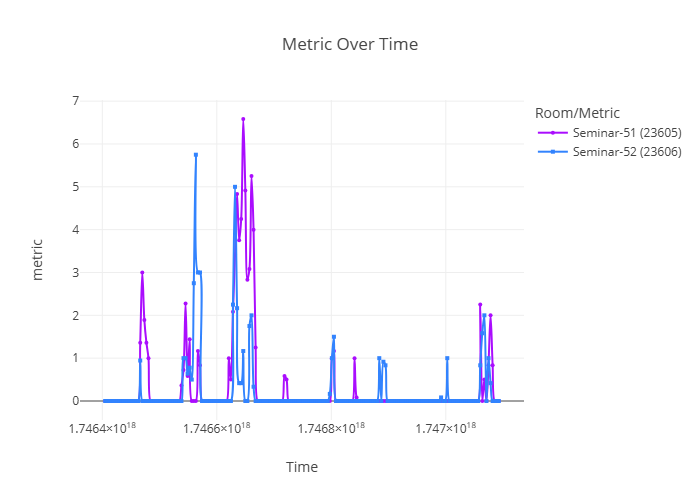 Metric Over Time
Room/Metric
Seminar-51 (23605)
Seminar-52 (23606)
metric
7
6
5
4
3
2
1
0
1.7464×10¹⁸ 1.7466×10¹⁸ 1.7468×10¹⁸ 1.747×10¹⁸
Time